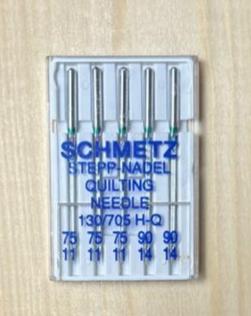 SCHMETZ
STEPP-NADEL
QUILTING
NEEDLE
130/705 H-Q
75 75 75 90 90
11 11 11 14 14